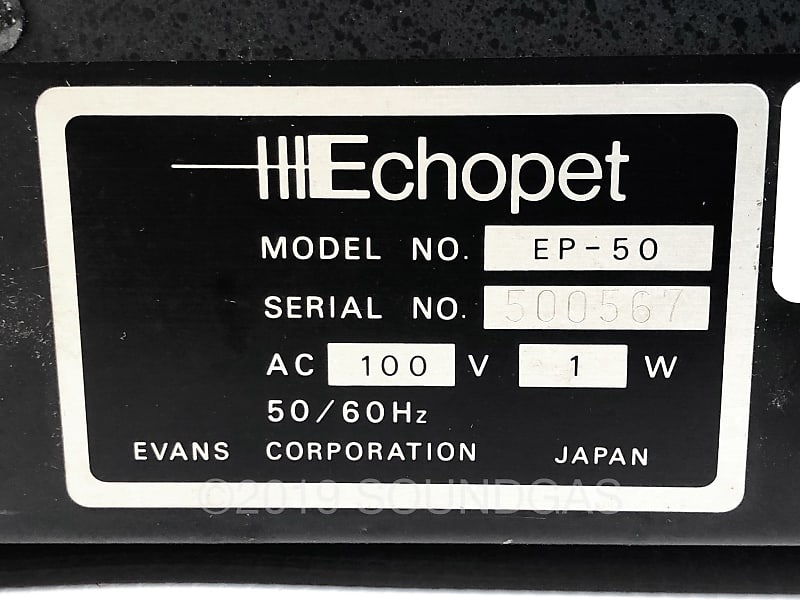 Echopet
MODEL NO. EP-50
SERIAL NO. 500567
AC 100 V 1 W
50/60Hz
EVANS CORPORATION JAPAN
©2019 SOUNDGAS